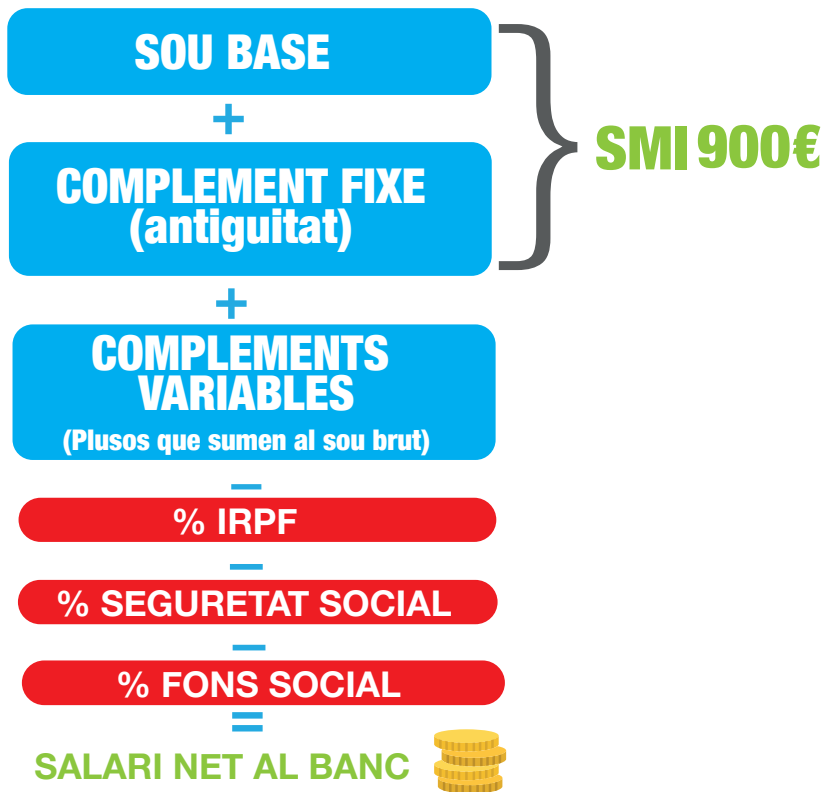 SOU BASE
+
SMI 900€
COMPLEMENT FIXE
(antiguitat)
+
COMPLEMENTS
VARIABLES
(Plusos que sumen al sou brut)
–
% IRPF
–
% SEGURETAT SOCIAL
–
% FONS SOCIAL
=
SALARI NET AL BANC